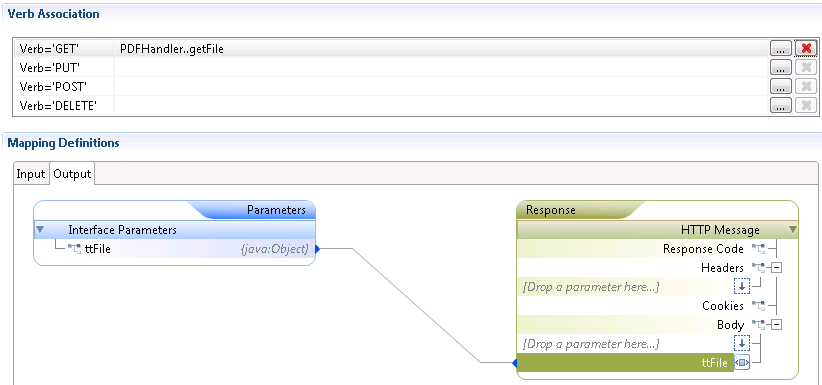 Verb Association
Verb='GET' PDFHandler..getFile ...
Verb='PUT' ...
Verb='POST' ...
Verb='DELETE' ...
Mapping Definitions
Input Output
Parameters
Interface Parameters
ttFile {java:Object}
Response
HTTP Message
Response Code
Headers
[Drop a parameter here...]
Cookies
Body
[Drop a parameter here...]
ttFile